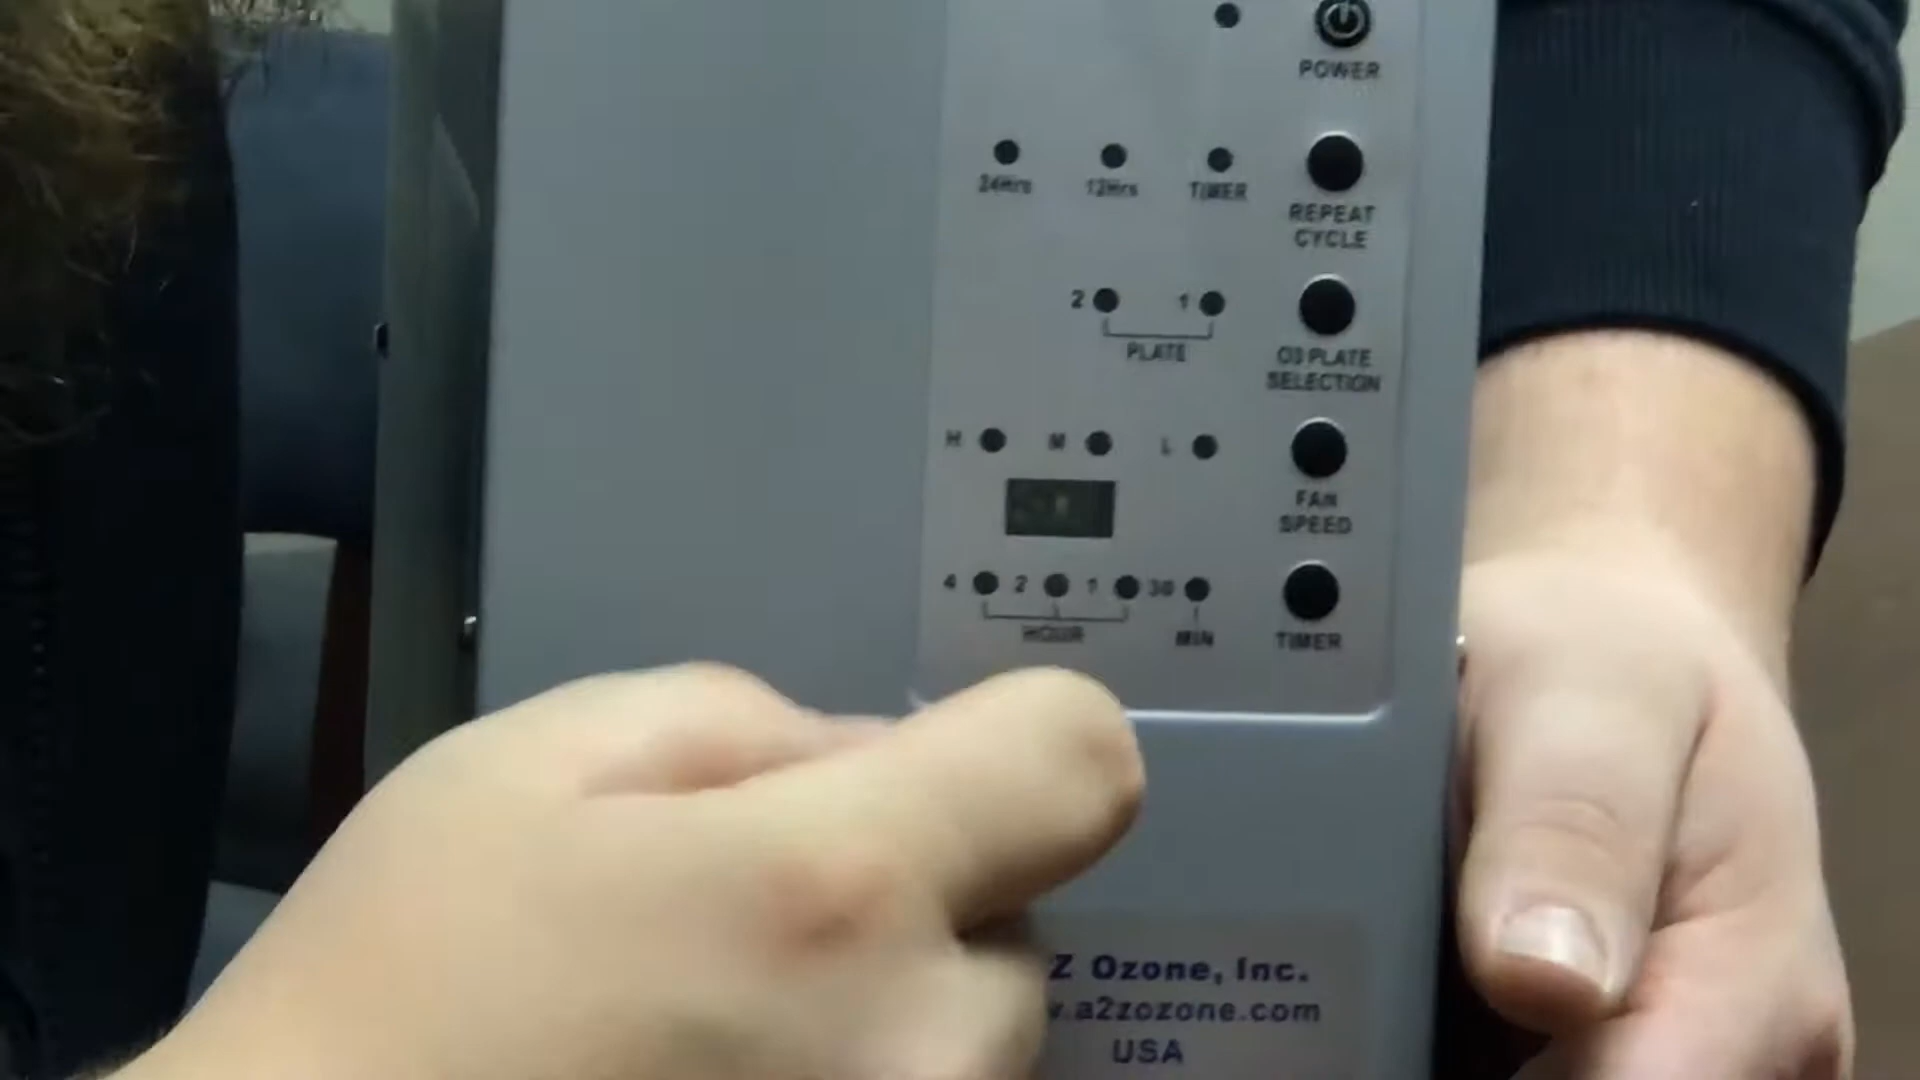 POWER
24Hrs 12Hrs TIMER
REPEAT
CYCLE
2 1
PLATE
O3 PLATE
SELECTION
H M L
FAN
SPEED
4 2 1 30
HOUR MIN
TIMER
Z Ozone, Inc.
.a2zozone.com
USA